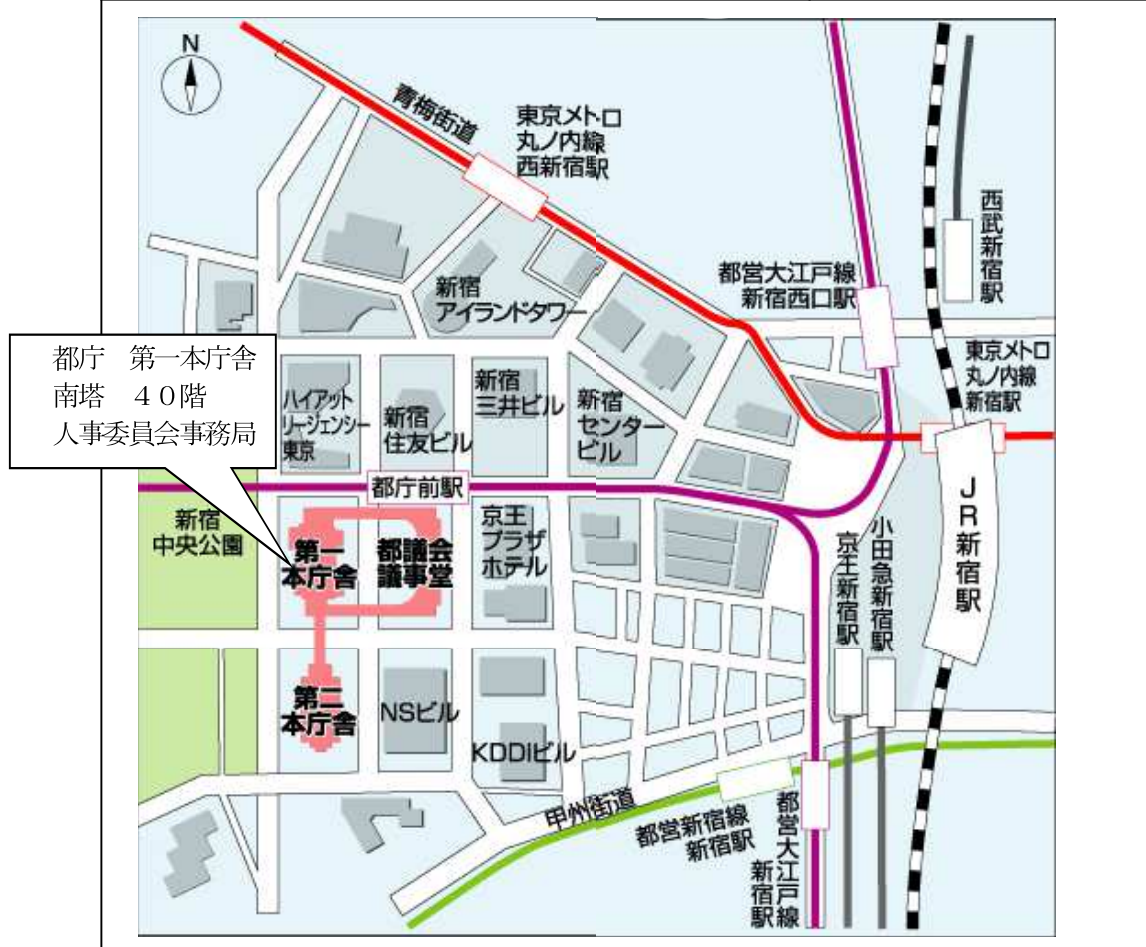 N
青梅街道
東京メトロ
丸ノ内線
西新宿駅
西武新宿駅
都営大江戸線
新宿西口駅
新宿
アイランドタワー
東京メトロ
丸ノ内線
新宿駅
都庁　第一本庁舎
南塔　４０階
人事委員会事務局
ハイアット
リージェンシー
東京
新宿
住友ビル
新宿
三井ビル
新宿
センター
ビル
都庁前駅
JR新宿駅
新宿
中央公園
第一
本庁舎
都議会
議事堂
京王
プラザ
ホテル
京王新宿駅
小田急新宿駅
第二
本庁舎
NSビル
KDDIビル
甲州街道
都営新宿線
新宿駅
都営大江戸線
新宿駅